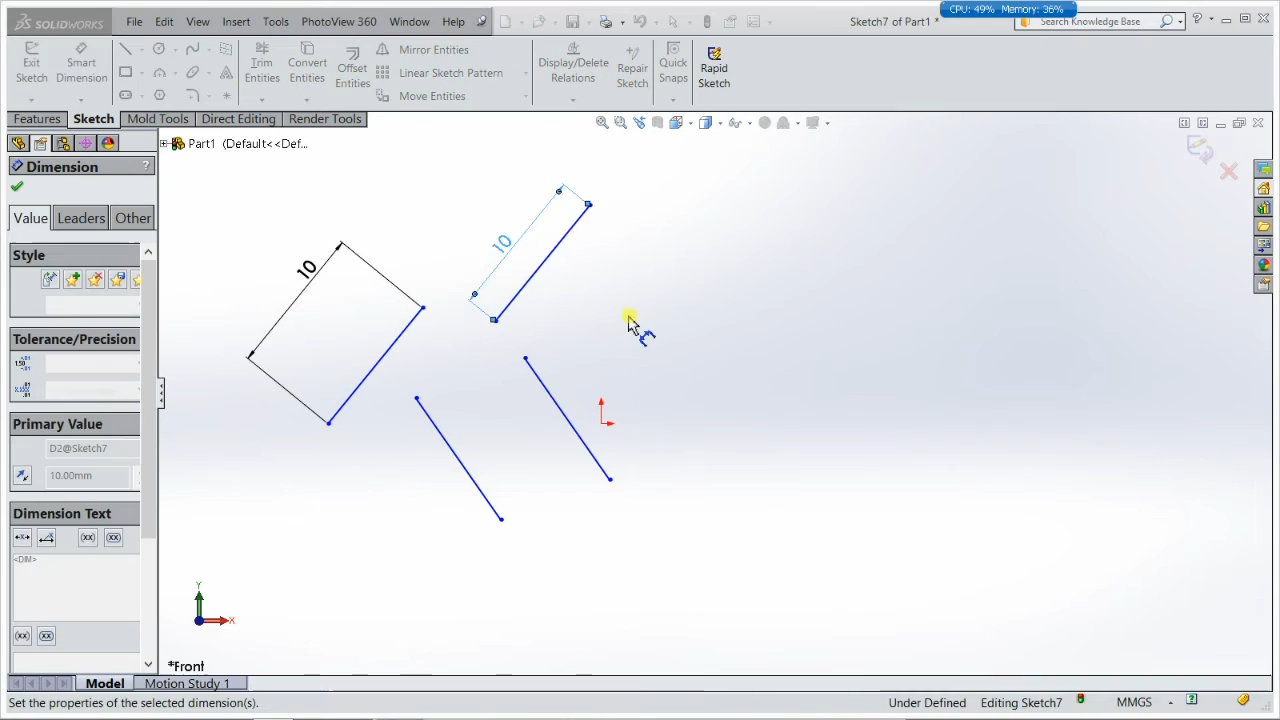 CPU: 49% Memory: 36%
SOLIDWORKS File Edit View Insert Tools PhotoView 360 Window Help Sketch7 of Part1 * Search Knowledge Base
Exit Sketch
Smart Dimension
Trim Entities
Convert Entities
Offset Entities
Mirror Entities
Linear Sketch Pattern
Move Entities
Display/Delete Relations
Repair Sketch
Quick Snaps
Rapid Sketch
Features Sketch Mold Tools Direct Editing Render Tools
Part1 (Default<<Def...
Dimension ?
Value Leaders Other
Style
Tolerance/Precision
Primary Value
D2@Sketch7
10.00mm
Dimension Text
(xx) (xx)
<DIM>
(xx) (xx)
10
10
Y
X
*Front
Model Motion Study 1
Set the properties of the selected dimension(s). Under Defined Editing Sketch7 MMGS